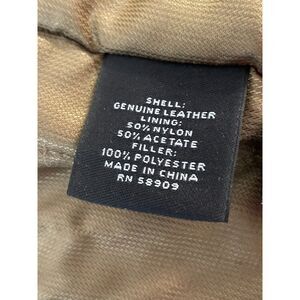 SHELL:
GENUINE LEATHER
LINING:
50% NYLON
50% ACETATE
FILLER:
100% POLYESTER
MADE IN CHINA
RN 58909